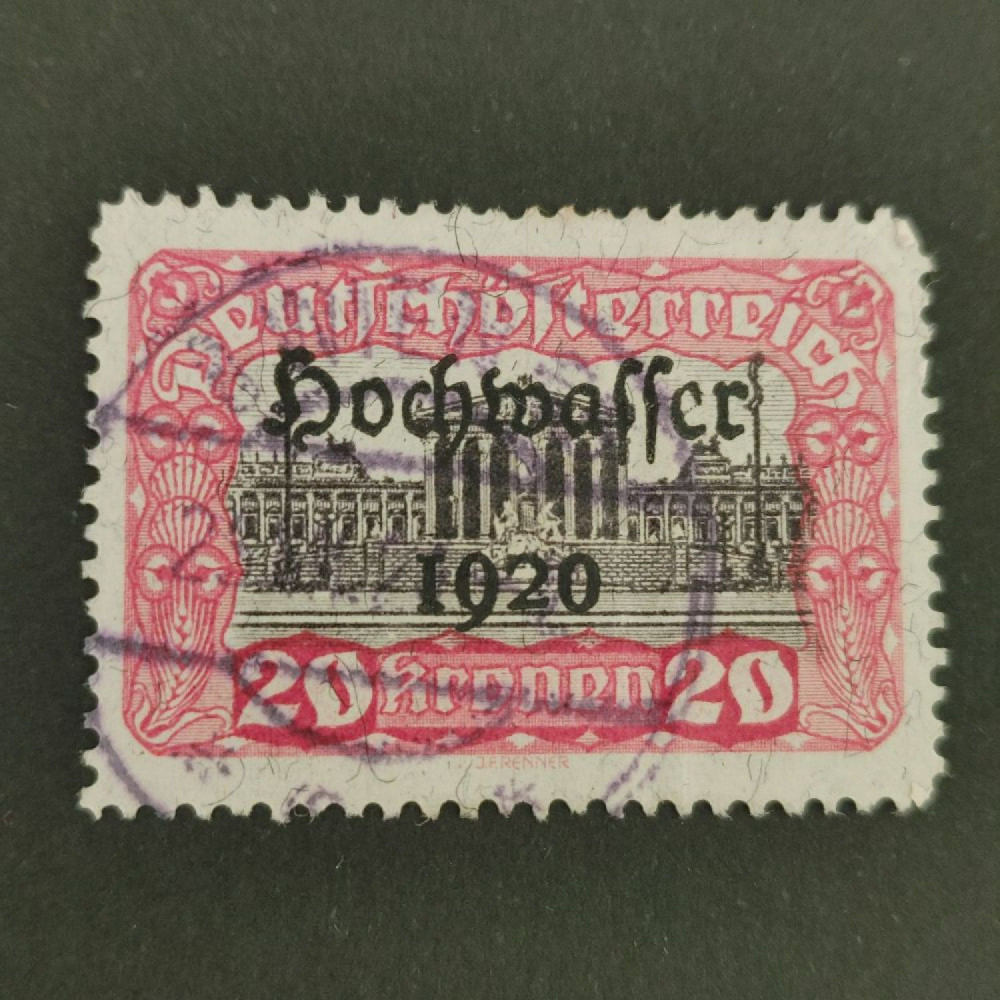 Deutschösterreich
Hochwasser
1920
20 Kronen 20
J.F.RENNER